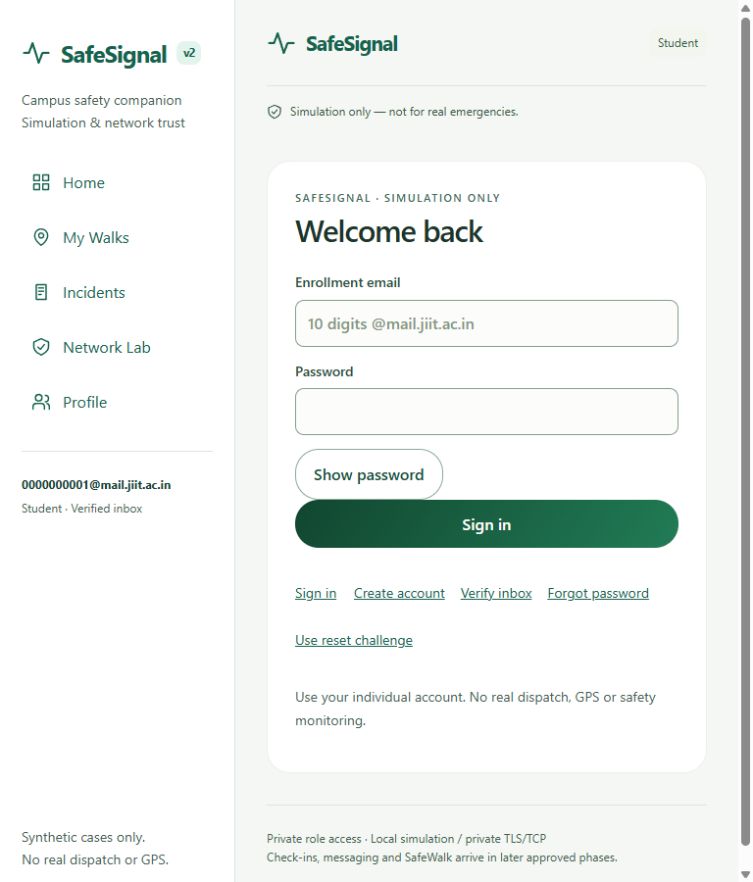 SafeSignal v2
Campus safety companion
Simulation & network trust
Home
My Walks
Incidents
Network Lab
Profile
0000000001@mail.jiit.ac.in
Student · Verified inbox
Synthetic cases only.
No real dispatch or GPS.
SafeSignal
Student
Simulation only — not for real emergencies.
SAFESIGNAL · SIMULATION ONLY
Welcome back
Enrollment email
10 digits @mail.jiit.ac.in
Password
Show password
Sign in
Sign in Create account Verify inbox Forgot password
Use reset challenge
Use your individual account. No real dispatch, GPS or safety
monitoring.
Private role access · Local simulation / private TLS/TCP
Check-ins, messaging and SafeWalk arrive in later approved phases.